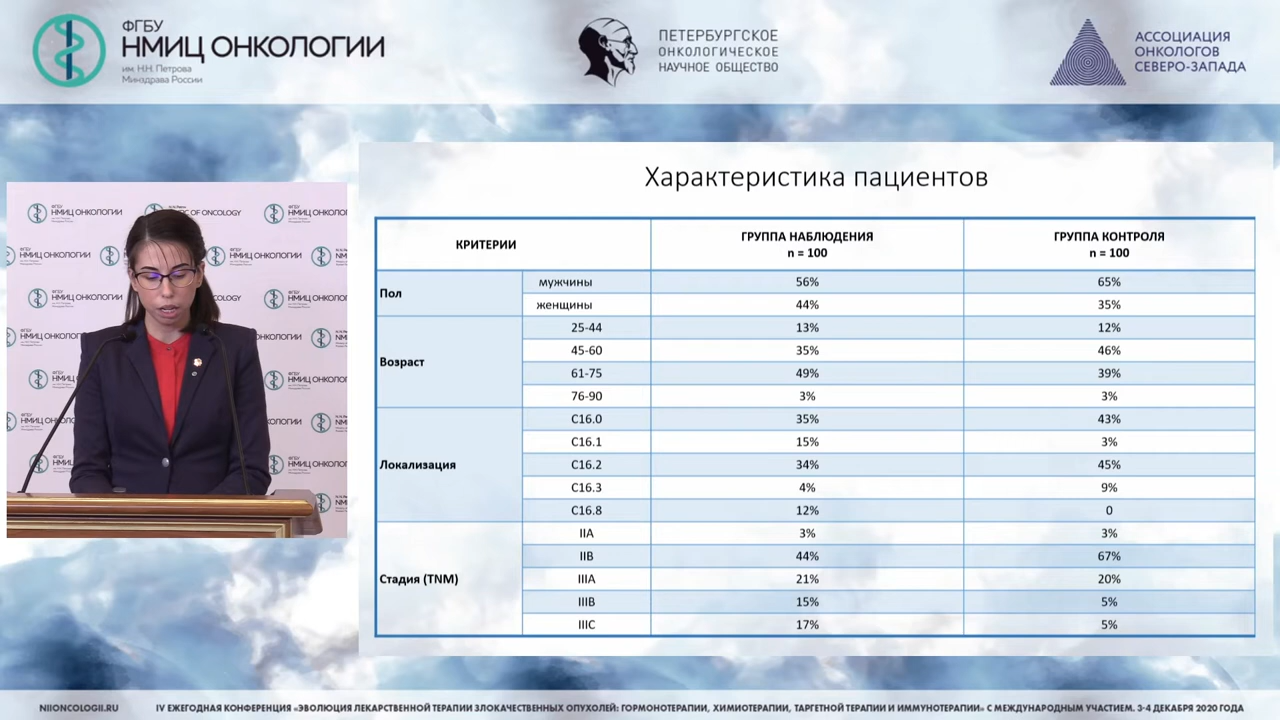 ФГБУ
НМИЦ ОНКОЛОГИИ
им. Н.Н. Петрова
Минздрава России
ПЕТЕРБУРГСКОЕ
ОНКОЛОГИЧЕСКОЕ
НАУЧНОЕ ОБЩЕСТВО
АССОЦИАЦИЯ
ОНКОЛОГОВ
СЕВЕРО-ЗАПАДА
Характеристика пациентов
КРИТЕРИИ ГРУППА НАБЛЮДЕНИЯ n = 100 ГРУППА КОНТРОЛЯ n = 100
Пол мужчины 56% 65%
женщины 44% 35%
Возраст 25-44 13% 12%
45-60 35% 46%
61-75 49% 39%
76-90 3% 3%
Локализация С16.0 35% 43%
С16.1 15% 3%
С16.2 34% 45%
С16.3 4% 9%
С16.8 12% 0
Стадия (TNM) IIA 3% 3%
IIB 44% 67%
IIIA 21% 20%
IIIB 15% 5%
IIIC 17% 5%
NIIONCOLOGII.RU
IV ЕЖЕГОДНАЯ КОНФЕРЕНЦИЯ «ЭВОЛЮЦИЯ ЛЕКАРСТВЕННОЙ ТЕРАПИИ ЗЛОКАЧЕСТВЕННЫХ ОПУХОЛЕЙ: ГОРМОНОТЕРАПИИ, ХИМИОТЕРАПИИ, ТАРГЕТНОЙ ТЕРАПИИ И ИММУНОТЕРАПИИ» С МЕЖДУНАРОДНЫМ УЧАСТИЕМ. 3-4 ДЕКАБРЯ 2020 ГОДА